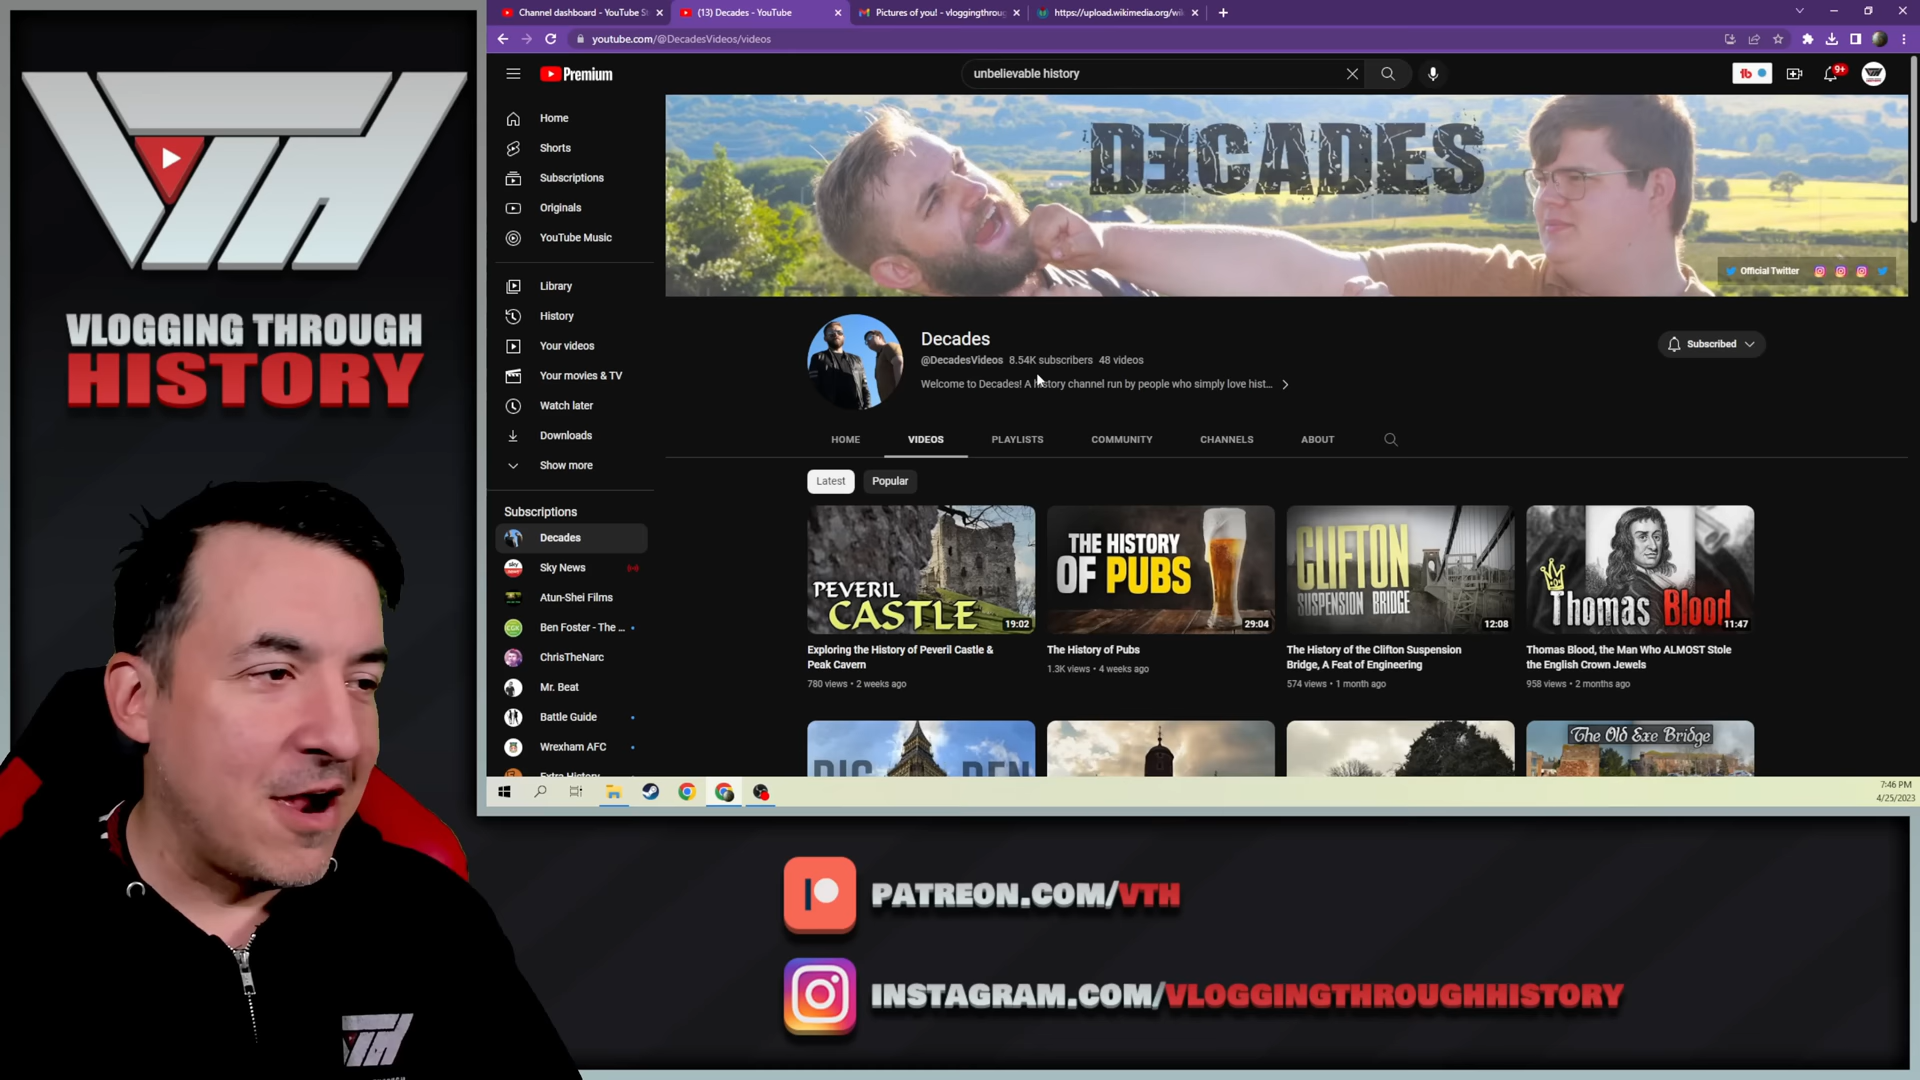 VTH
VLOGGING THROUGH
HISTORY
Channel dashboard - YouTube S
(13) Decades - YouTube
Pictures of you! - vloggingthroug
https://upload.wikimedia.org/wik
youtube.com/@DecadesVideos/videos
Premium
unbelievable history
9+
Home
Shorts
Subscriptions
Originals
YouTube Music
Library
History
Your videos
Your movies & TV
Watch later
Downloads
Show more
Subscriptions
Decades
Sky News
Atun-Shei Films
Ben Foster - The ...
ChrisTheNarc
Mr. Beat
Battle Guide
Wrexham AFC
Extra History
DECADES
Official Twitter
Decades
@DecadesVideos 8.54K subscribers 48 videos
Welcome to Decades! A history channel run by people who simply love hist...
Subscribed
HOME
VIDEOS
PLAYLISTS
COMMUNITY
CHANNELS
ABOUT
Latest
Popular
PEVERIL
CASTLE
19:02
Exploring the History of Peveril Castle &
Peak Cavern
780 views • 2 weeks ago
THE HISTORY
OF PUBS
29:04
The History of Pubs
1.3K views • 4 weeks ago
CLIFTON
SUSPENSION BRIDGE
12:08
The History of the Clifton Suspension
Bridge, A Feat of Engineering
574 views • 1 month ago
Thomas Blood
11:47
Thomas Blood, the Man Who ALMOST Stole
the English Crown Jewels
958 views • 2 months ago
BIG BEN
The Old Exe Bridge
7:46 PM
4/25/2023
PATREON.COM/VTH
INSTAGRAM.COM/VLOGGINGTHROUGHHISTORY